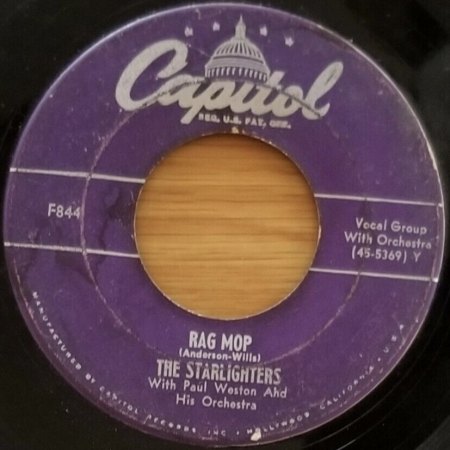 Capitol
REG. U.S. PAT. OFF.
F844
Vocal Group
With Orchestra
(45-5369) Y
RAG MOP
(Anderson-Wills)
THE STARLIGHTERS
With Paul Weston And
His Orchestra
MANUFACTURED BY CAPITOL RECORDS, INC. HOLLYWOOD, CALIFORNIA, U.S.A.